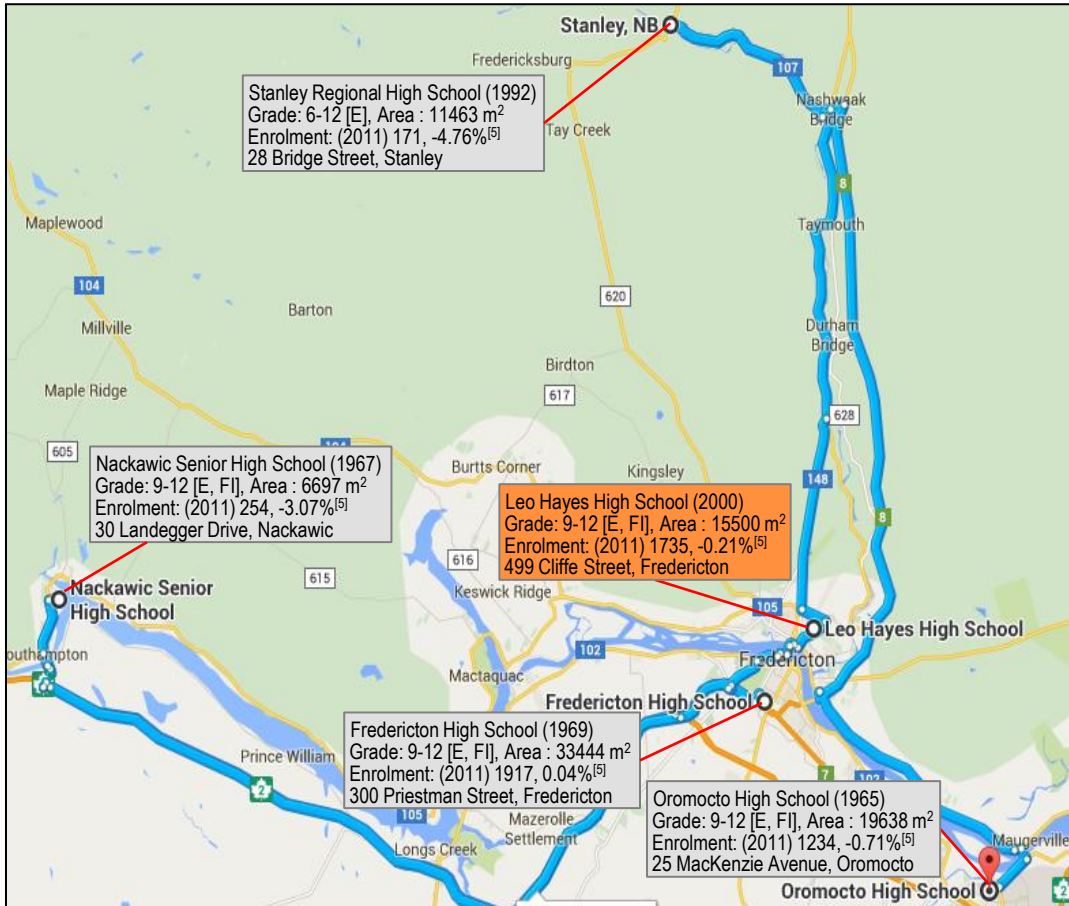 Stanley, NB
Fredericksburg
107
Stanley Regional High School (1992)
Grade: 6-12 [E], Area : 11463 m²
Enrolment: (2011) 171, -4.76%[5]
28 Bridge Street, Stanley
Nashwaak
Bridge
Tay Creek
8
Maplewood
Taymouth
104
620
Barton
Millville
Durham
Bridge
Birdton
Maple Ridge
617
628
605
104
Burtts Corner
Kingsley
148
Nackawic Senior High School (1967)
Grade: 9-12 [E, FI], Area : 6697 m²
Enrolment: (2011) 254, -3.07%[5]
30 Landegger Drive, Nackawic
Leo Hayes High School (2000)
Grade: 9-12 [E, FI], Area : 15500 m²
Enrolment: (2011) 1735, -0.21%[5]
499 Cliffe Street, Fredericton
8
616
615
Nackawic Senior
High School
Keswick Ridge
105
Leo Hayes High School
outhampton
102
Fredericton
Mactaquac
2
Fredericton High School
Fredericton High School (1969)
Grade: 9-12 [E, FI], Area : 33444 m²
Enrolment: (2011) 1917, 0.04%[5]
300 Priestman Street, Fredericton
Prince William
2
7
102
105
Mazerolle
Settlement
Longs Creek
Oromocto High School (1965)
Grade: 9-12 [E, FI], Area : 19638 m²
Enrolment: (2011) 1234, -0.71%[5]
25 MacKenzie Avenue, Oromocto
Maugerville
Oromocto High School
2